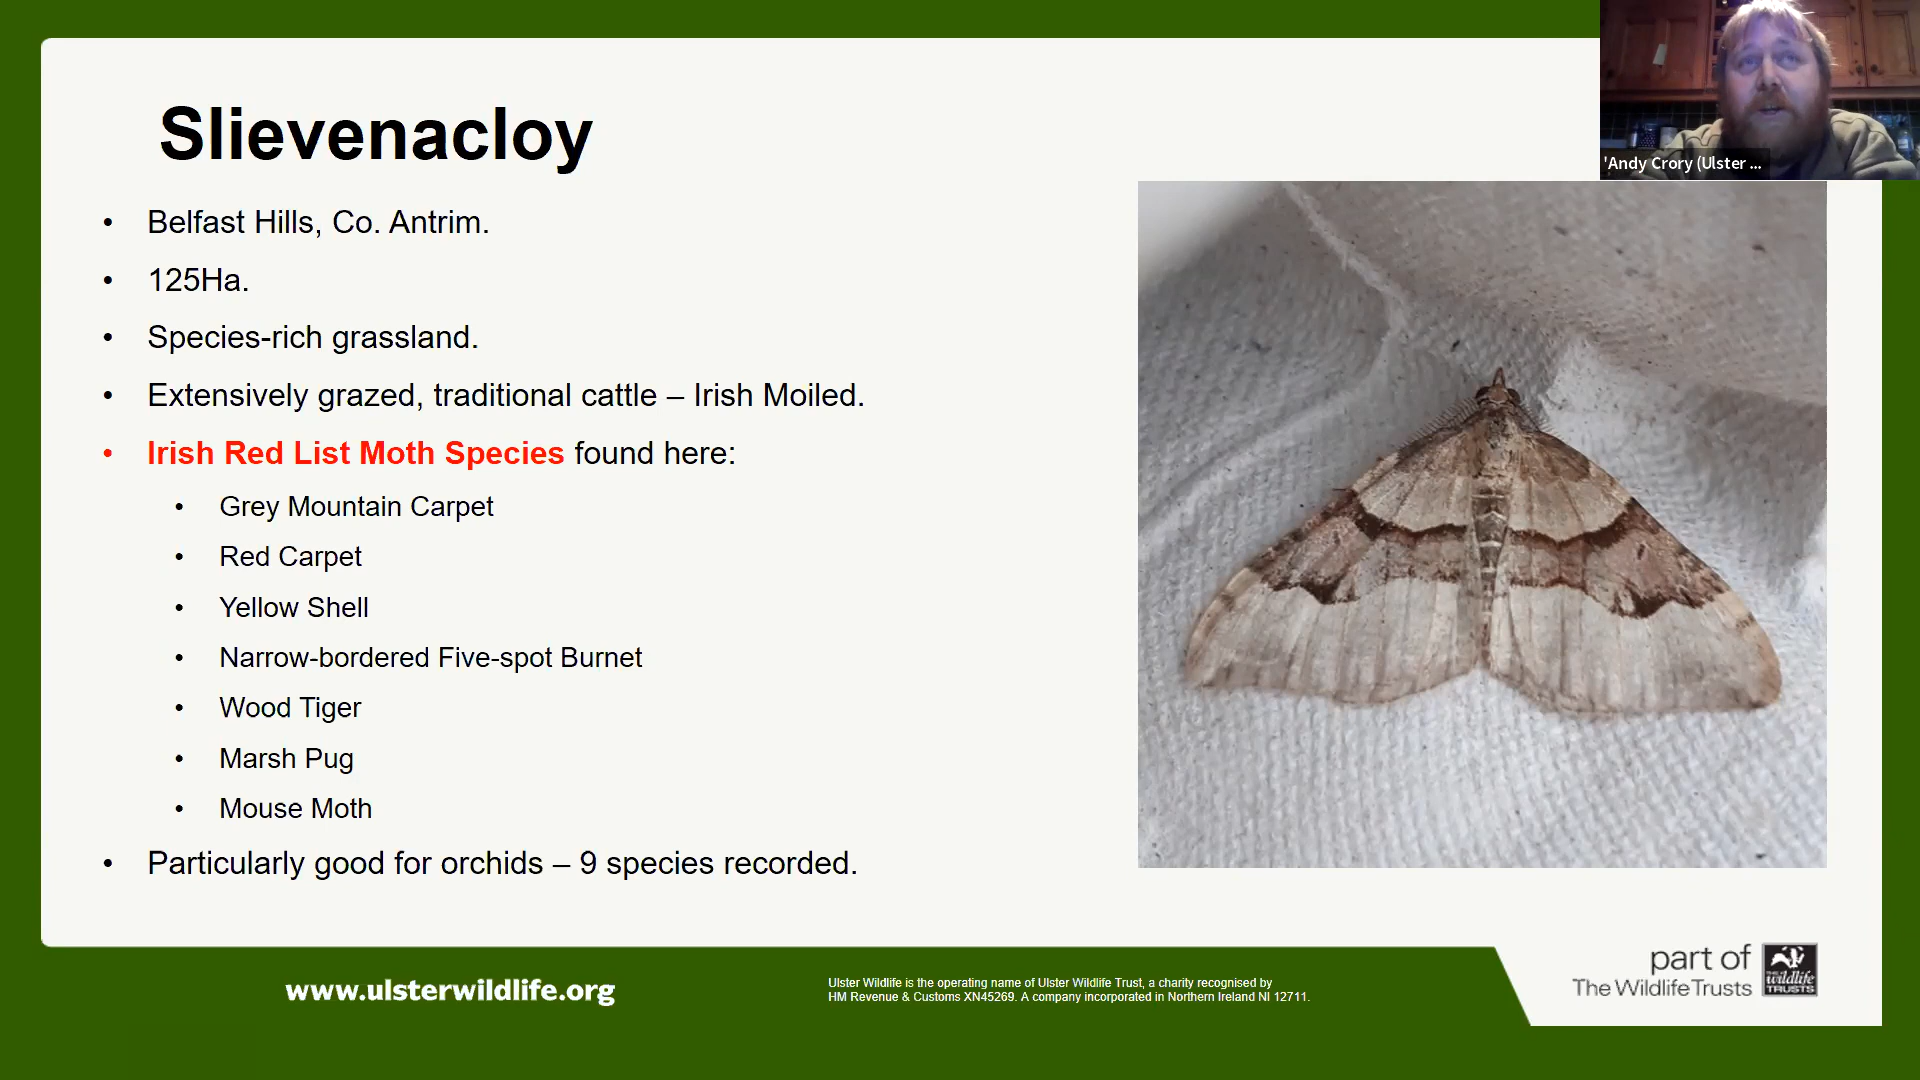 Slievenacloy
'Andy Crory (Ulster ...
• Belfast Hills, Co. Antrim.
• 125Ha.
• Species-rich grassland.
• Extensively grazed, traditional cattle – Irish Moiled.
• Irish Red List Moth Species found here:
• Grey Mountain Carpet
• Red Carpet
• Yellow Shell
• Narrow-bordered Five-spot Burnet
• Wood Tiger
• Marsh Pug
• Mouse Moth
• Particularly good for orchids – 9 species recorded.
www.ulsterwildlife.org
Ulster Wildlife is the operating name of Ulster Wildlife Trust, a charity recognised by
HM Revenue & Customs XN45269. A company incorporated in Northern Ireland NI 12711.
part of
The Wildlife Trusts
THE
wildlife
TRUSTS